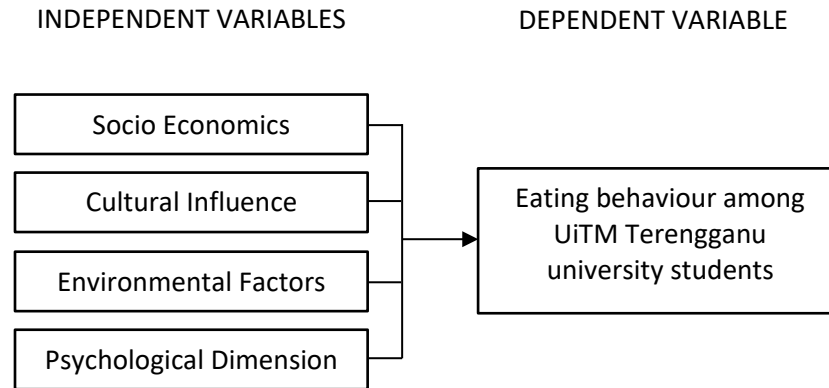 INDEPENDENT VARIABLES
DEPENDENT VARIABLE
Socio Economics
Cultural Influence
Environmental Factors
Psychological Dimension
Eating behaviour among
UiTM Terengganu
university students